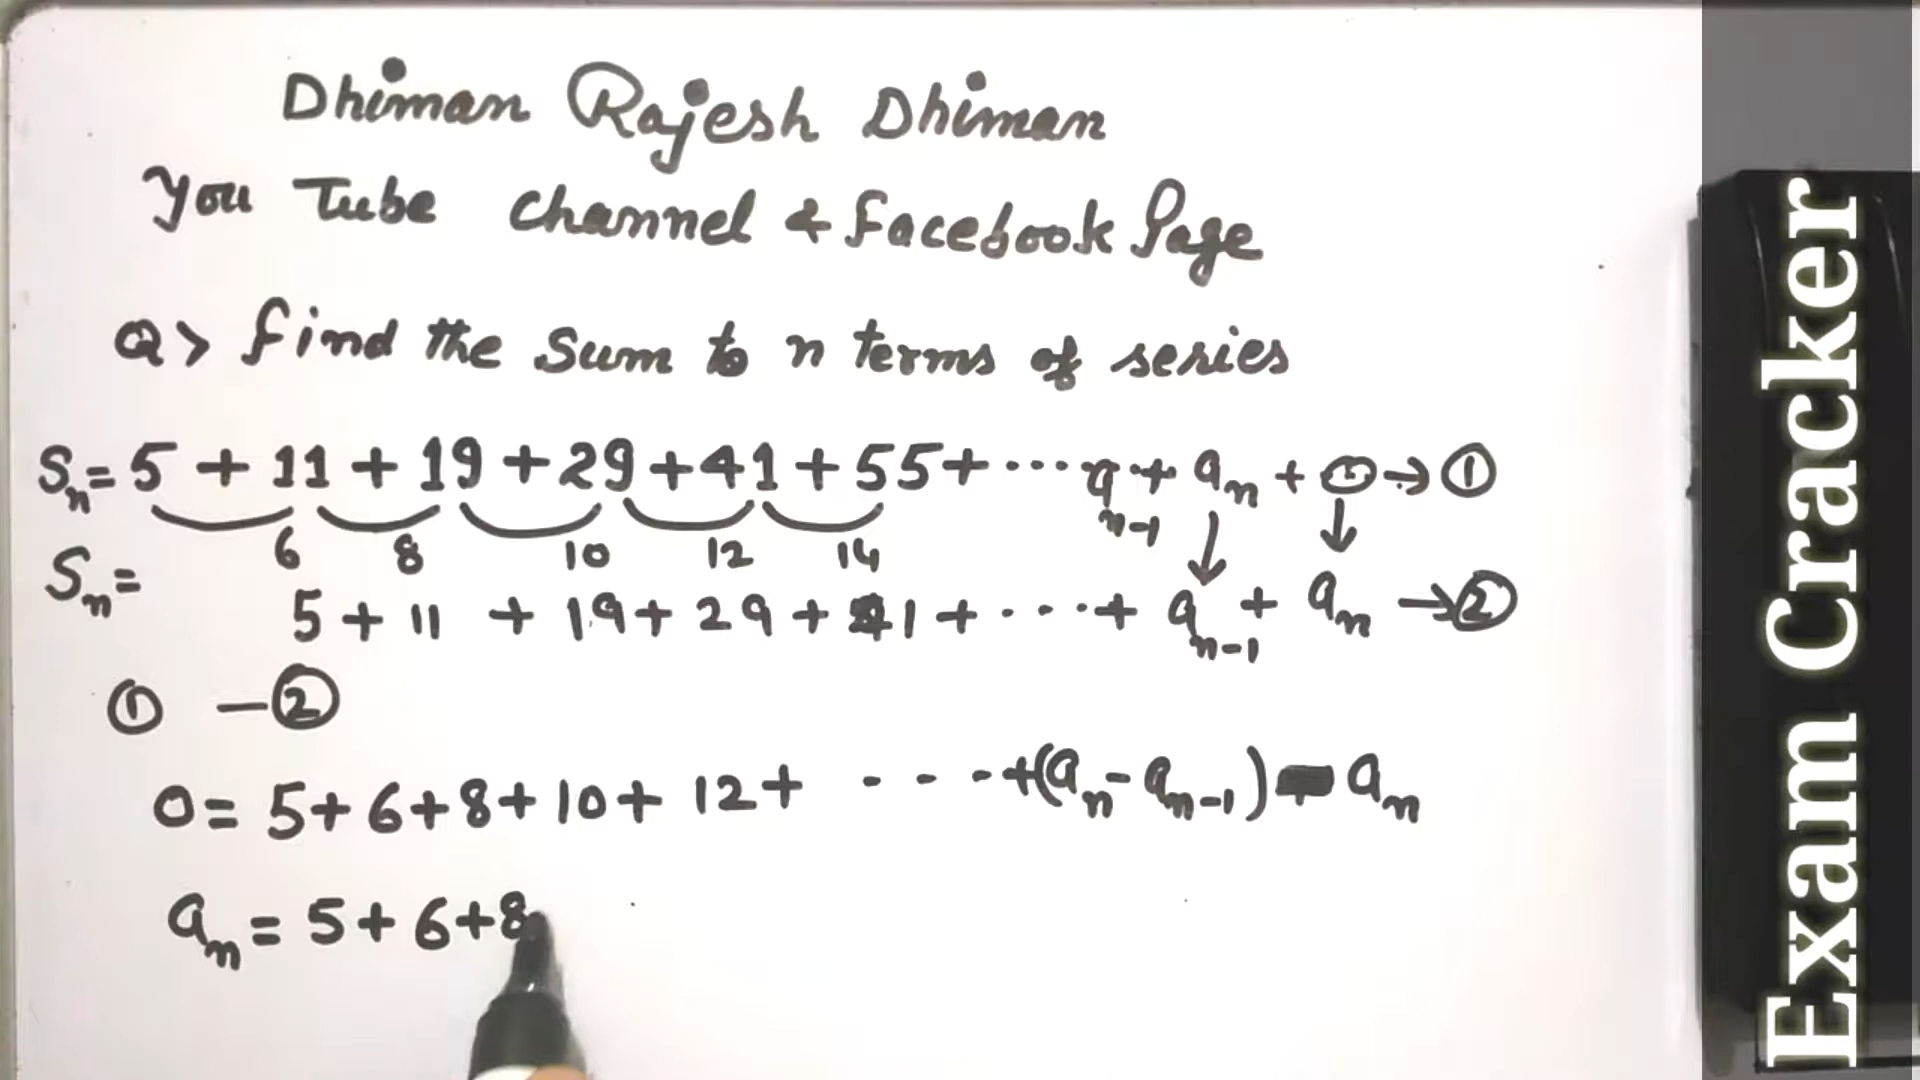 Dhiman Rajesh Dhiman
You Tube Channel & Facebook Page
Q> Find the Sum to n terms of series
Sn = 5 + 11 + 19 + 29 + 41 + 55 + ... an-1 + an + 0 → ①
6 8 10 12 14
Sn = 5 + 11 + 19 + 29 + 41 + ... + an-1 + an → ②
① - ②
0 = 5 + 6 + 8 + 10 + 12 + - - - + (an - an-1) - an
an = 5 + 6 + 8
Exam Cracker